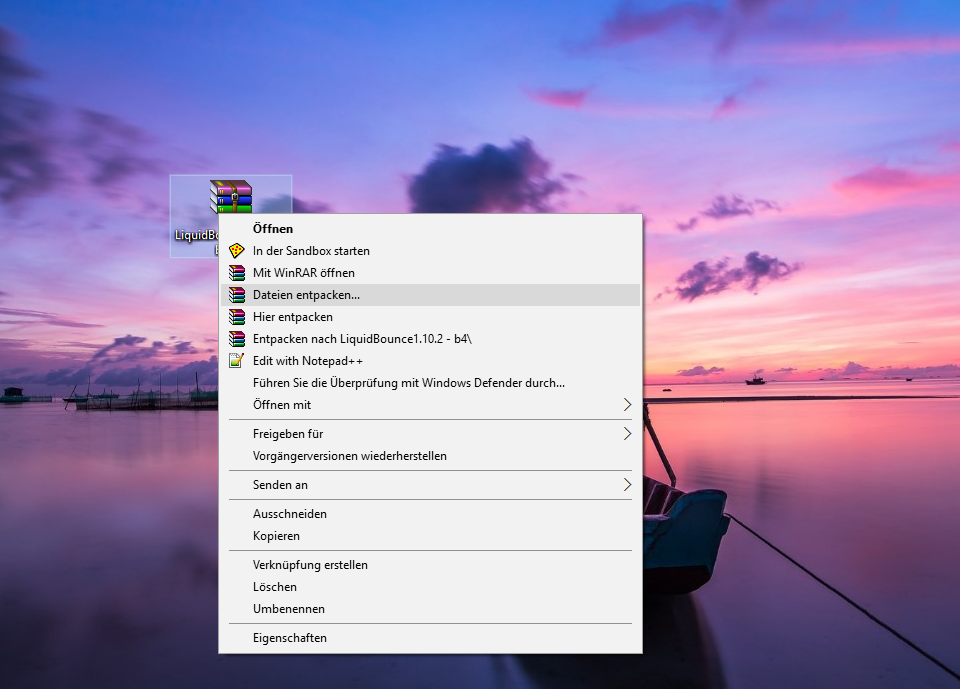 LiquidBo
Öffnen
In der Sandbox starten
Mit WinRAR öffnen
Dateien entpacken...
Hier entpacken
Entpacken nach LiquidBounce1.10.2 - b4\
Edit with Notepad++
Führen Sie die Überprüfung mit Windows Defender durch...
Öffnen mit
Freigeben für
Vorgängerversionen wiederherstellen
Senden an
Ausschneiden
Kopieren
Verknüpfung erstellen
Löschen
Umbenennen
Eigenschaften